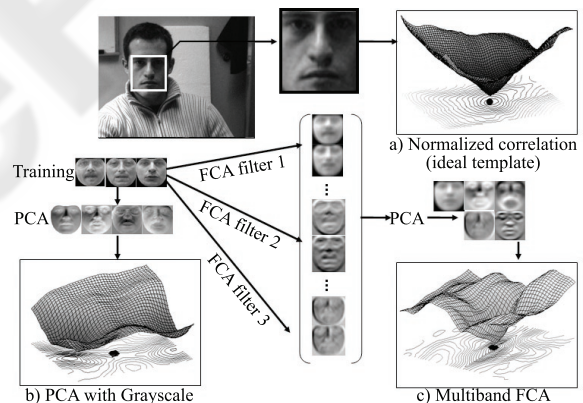 a) Normalized correlation
(ideal template)
Training
FCA filter 1
PCA
FCA filter 2
PCA
FCA filter 3
b) PCA with Grayscale
c) Multiband FCA